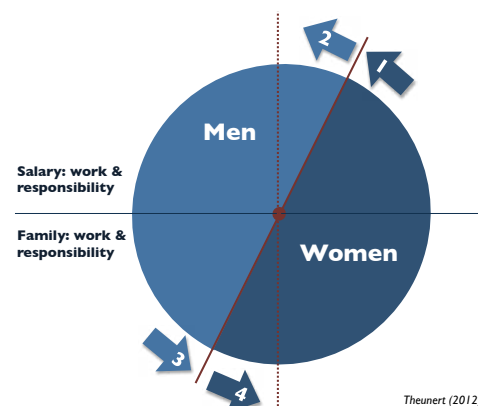 2
1
Men
Salary: work &
responsibility
Family: work &
responsibility
Women
3
4
Theunert (2012